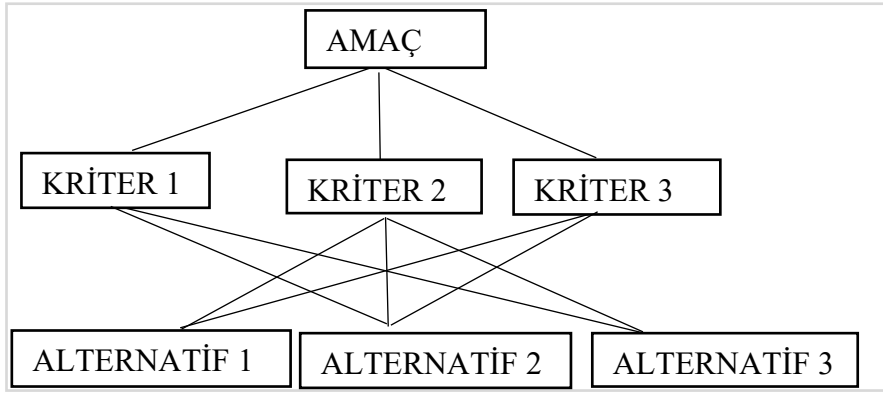 AMAÇ
KRİTER 1
KRİTER 2
KRİTER 3
ALTERNATİF 1
ALTERNATİF 2
ALTERNATİF 3